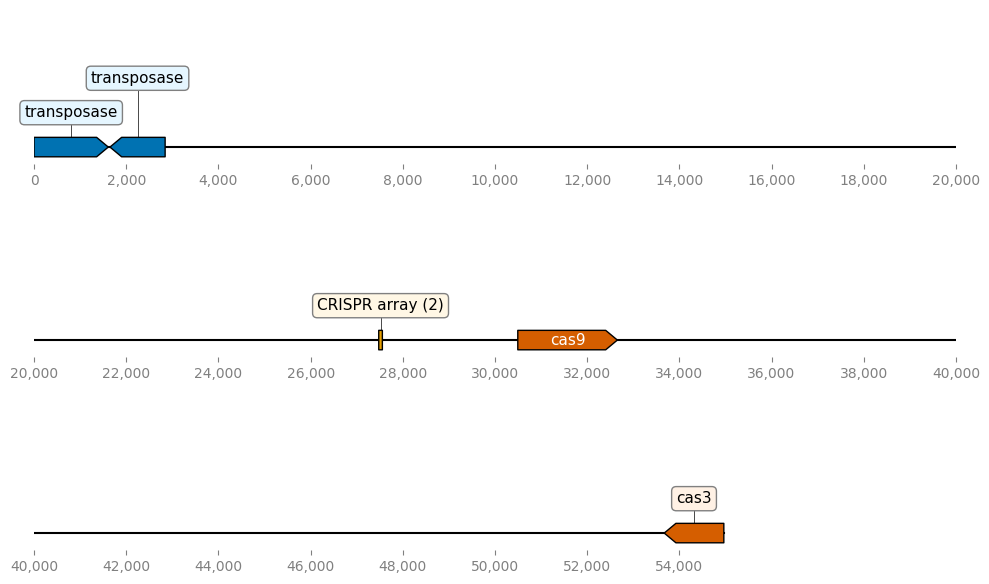 transposase
transposase
0 2,000 4,000 6,000 8,000 10,000 12,000 14,000 16,000 18,000 20,000
CRISPR array (2)
cas9
20,000 22,000 24,000 26,000 28,000 30,000 32,000 34,000 36,000 38,000 40,000
cas3
40,000 42,000 44,000 46,000 48,000 50,000 52,000 54,000